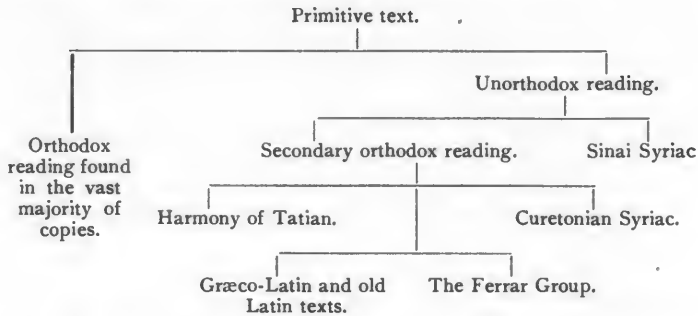 Primitive text.
Unorthodox reading.
Orthodox
reading found
in the vast
majority of
copies.
Secondary orthodox reading.
Sinai Syriac
Harmony of Tatian.
Curetonian Syriac.
Græco-Latin and old
Latin texts.
The Ferrar Group.